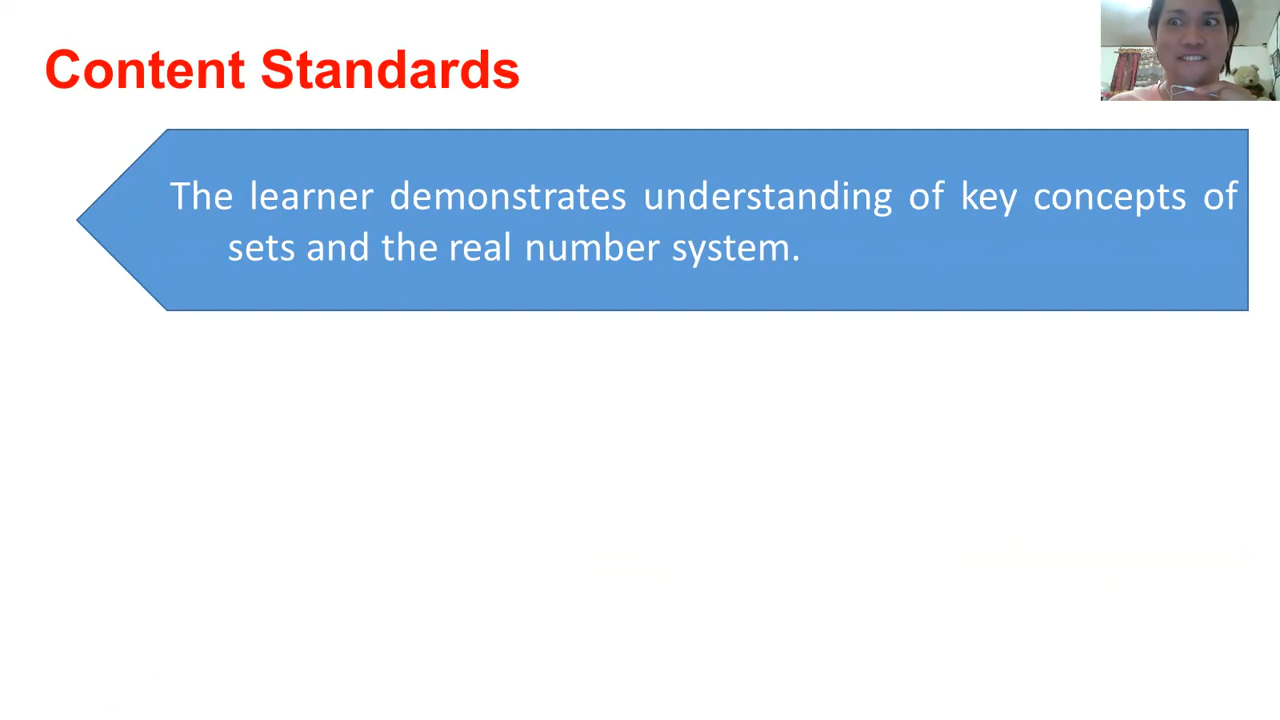 Content Standards
The learner demonstrates understanding of key concepts of
sets and the real number system.